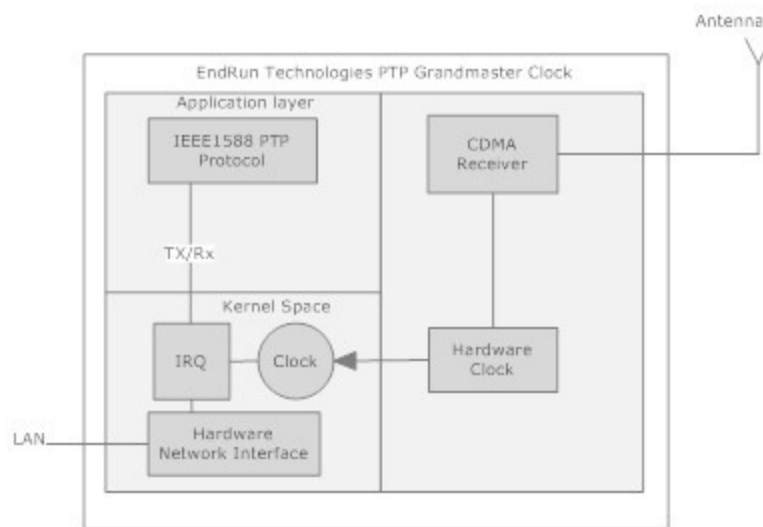 Antenna
EndRun Technologies PTP Grandmaster Clock
Application layer
IEEE1588 PTP
Protocol
CDMA
Receiver
TX/Rx
Kernel Space
IRQ
Clock
Hardware
Clock
LAN
Hardware
Network Interface